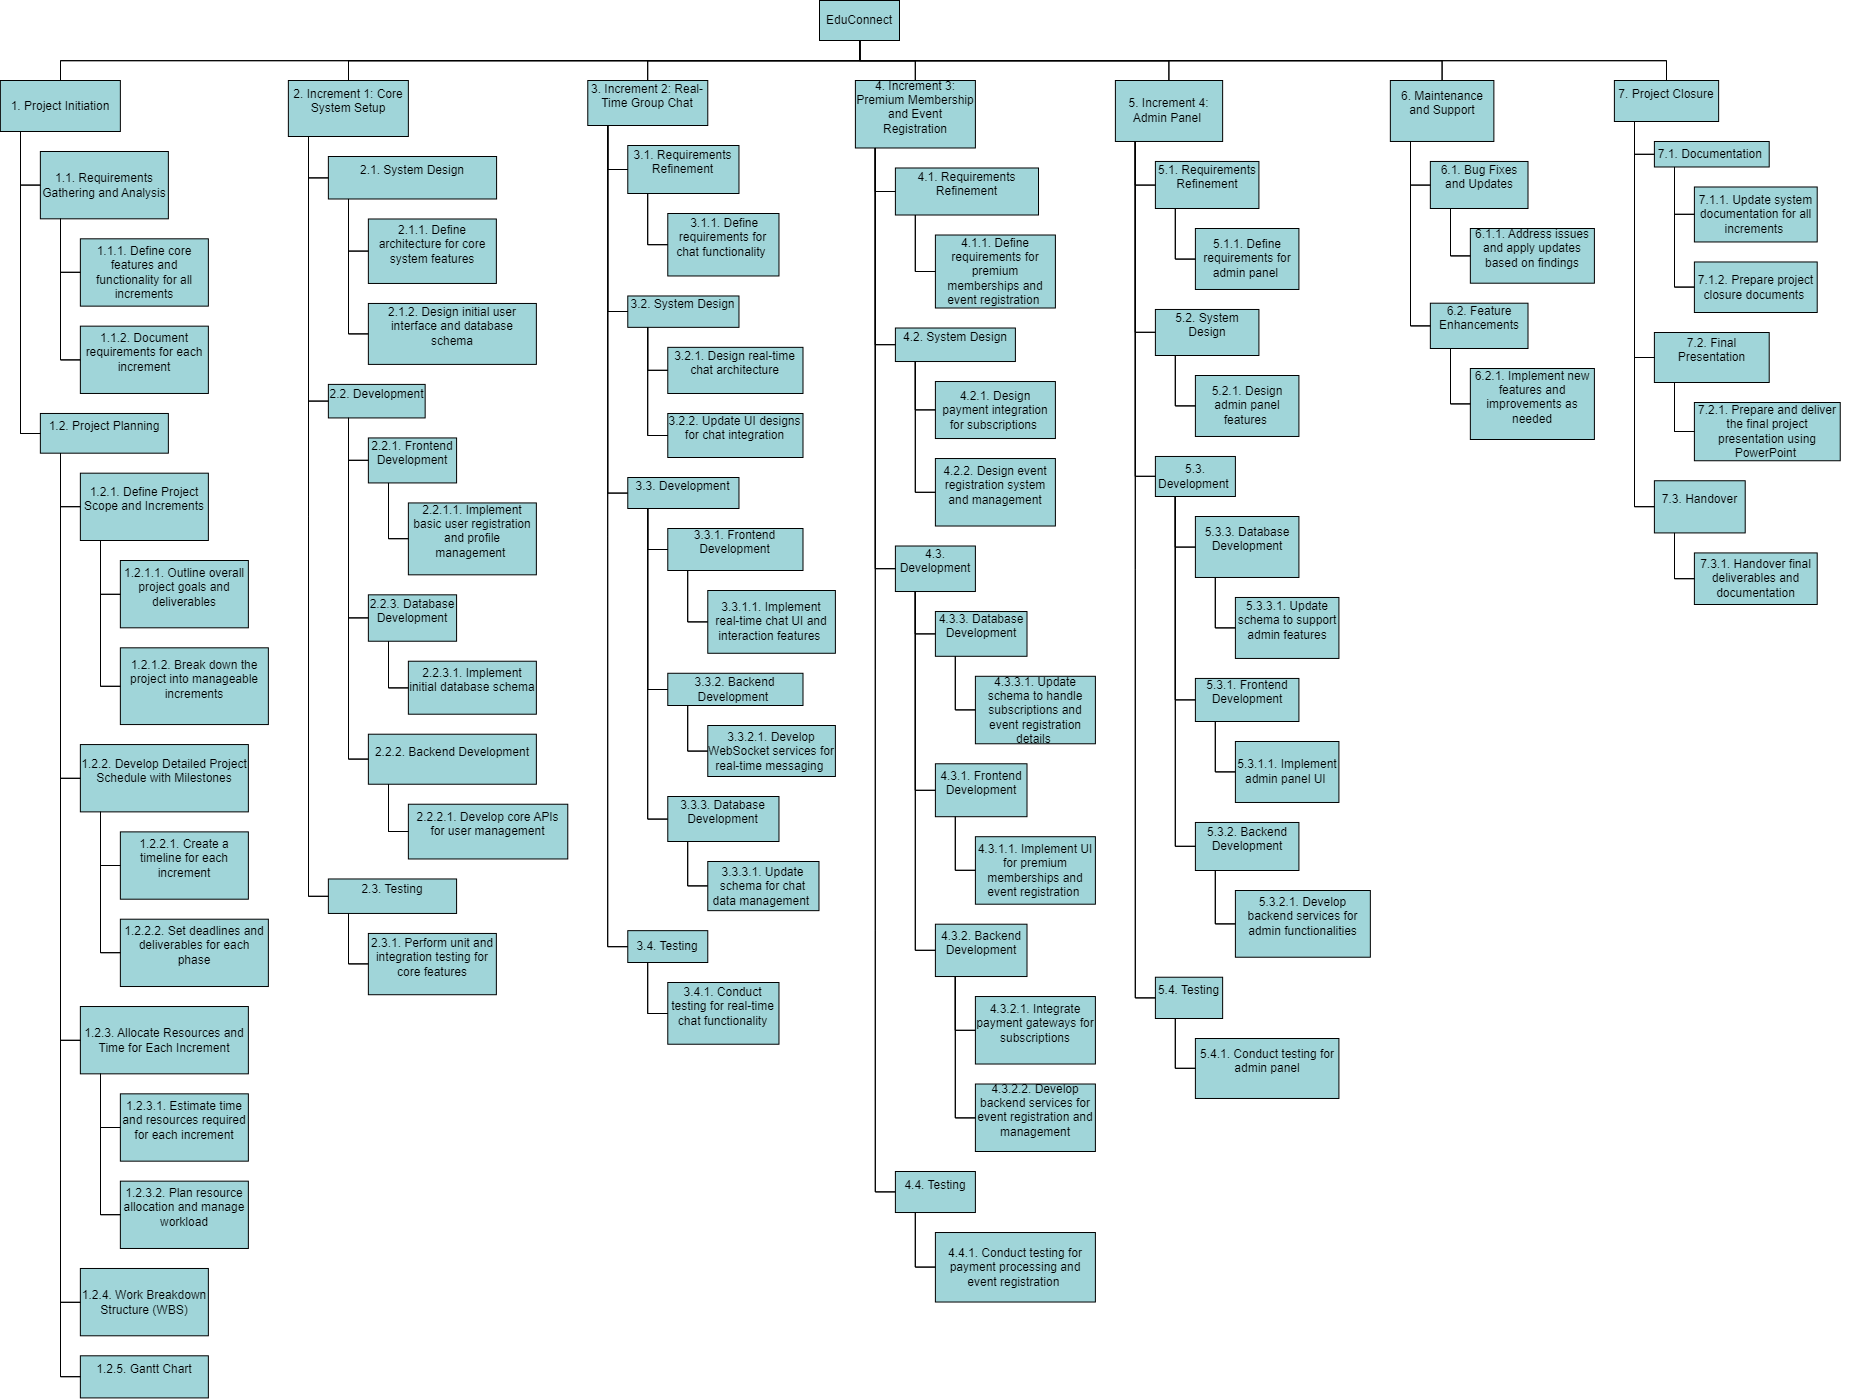 EduConnect
1. Project Initiation
1.1. Requirements
Gathering and Analysis
1.1.1. Define core
features and
functionality for all
increments
1.1.2. Document
requirements for each
increment
1.2. Project Planning
1.2.1. Define Project
Scope and Increments
1.2.1.1. Outline overall
project goals and
deliverables
1.2.1.2. Break down the
project into manageable
increments
1.2.2. Develop Detailed Project
Schedule with Milestones
1.2.2.1. Create a
timeline for each
increment
1.2.2.2. Set deadlines and
deliverables for each
phase
1.2.3. Allocate Resources and
Time for Each Increment
1.2.3.1. Estimate time
and resources required
for each increment
1.2.3.2. Plan resource
allocation and manage
workload
1.2.4. Work Breakdown
Structure (WBS)
1.2.5. Gantt Chart
2. Increment 1: Core
System Setup
2.1. System Design
2.1.1. Define
architecture for core
system features
2.1.2. Design initial user
interface and database
schema
2.2. Development
2.2.1. Frontend
Development
2.2.1.1. Implement
basic user registration
and profile
management
2.2.3. Database
Development
2.2.3.1. Implement
initial database schema
2.2.2. Backend Development
2.2.2.1. Develop core APIs
for user management
2.3. Testing
2.3.1. Perform unit and
integration testing for
core features
3. Increment 2: Real-
Time Group Chat
3.1. Requirements
Refinement
3.1.1. Define
requirements for
chat functionality
3.2. System Design
3.2.1. Design real-time
chat architecture
3.2.2. Update UI designs
for chat integration
3.3. Development
3.3.1. Frontend
Development
3.3.1.1. Implement
real-time chat UI and
interaction features
3.3.2. Backend
Development
3.3.2.1. Develop
WebSocket services for
real-time messaging
3.3.3. Database
Development
3.3.3.1. Update
schema for chat
data management
3.4. Testing
3.4.1. Conduct
testing for real-time
chat functionality
4. Increment 3:
Premium Membership
and Event
Registration
4.1. Requirements
Refinement
4.1.1. Define
requirements for
premium
memberships and
event registration
4.2. System Design
4.2.1. Design
payment integration
for subscriptions
4.2.2. Design event
registration system
and management
4.3.
Development
4.3.3. Database
Development
4.3.3.1. Update
schema to handle
subscriptions and
event registration
details
4.3.1. Frontend
Development
4.3.1.1. Implement UI
for premium
memberships and
event registration
4.3.2. Backend
Development
4.3.2.1. Integrate
payment gateways for
subscriptions
4.3.2.2. Develop
backend services for
event registration and
management
4.4. Testing
4.4.1. Conduct testing for
payment processing and
event registration
5. Increment 4:
Admin Panel
5.1. Requirements
Refinement
5.1.1. Define
requirements for
admin panel
5.2. System
Design
5.2.1. Design
admin panel
features
5.3.
Development
5.3.3. Database
Development
5.3.3.1. Update
schema to support
admin features
5.3.1. Frontend
Development
5.3.1.1. Implement
admin panel UI
5.3.2. Backend
Development
5.3.2.1. Develop
backend services for
admin functionalities
5.4. Testing
5.4.1. Conduct testing for
admin panel
6. Maintenance
and Support
6.1. Bug Fixes
and Updates
6.1.1. Address issues
and apply updates
based on findings
6.2. Feature
Enhancements
6.2.1. Implement new
features and
improvements as
needed
7. Project Closure
7.1. Documentation
7.1.1. Update system
documentation for all
increments
7.1.2. Prepare project
closure documents
7.2. Final
Presentation
7.2.1. Prepare and deliver
the final project
presentation using
PowerPoint
7.3. Handover
7.3.1. Handover final
deliverables and
documentation